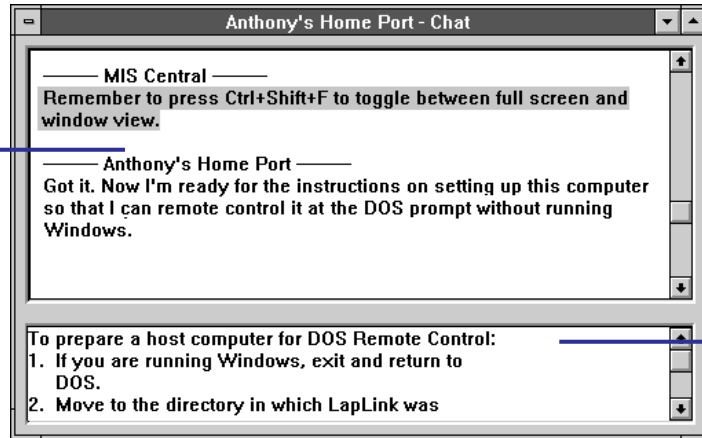 Anthony's Home Port - Chat
MIS Central
Remember to press Ctrl+Shift+F to toggle between full screen and
window view.
Anthony's Home Port
Got it. Now I'm ready for the instructions on setting up this computer
so that I can remote control it at the DOS prompt without running
Windows.
To prepare a host computer for DOS Remote Control:
1. If you are running Windows, exit and return to
DOS.
2. Move to the directory in which LapLink was